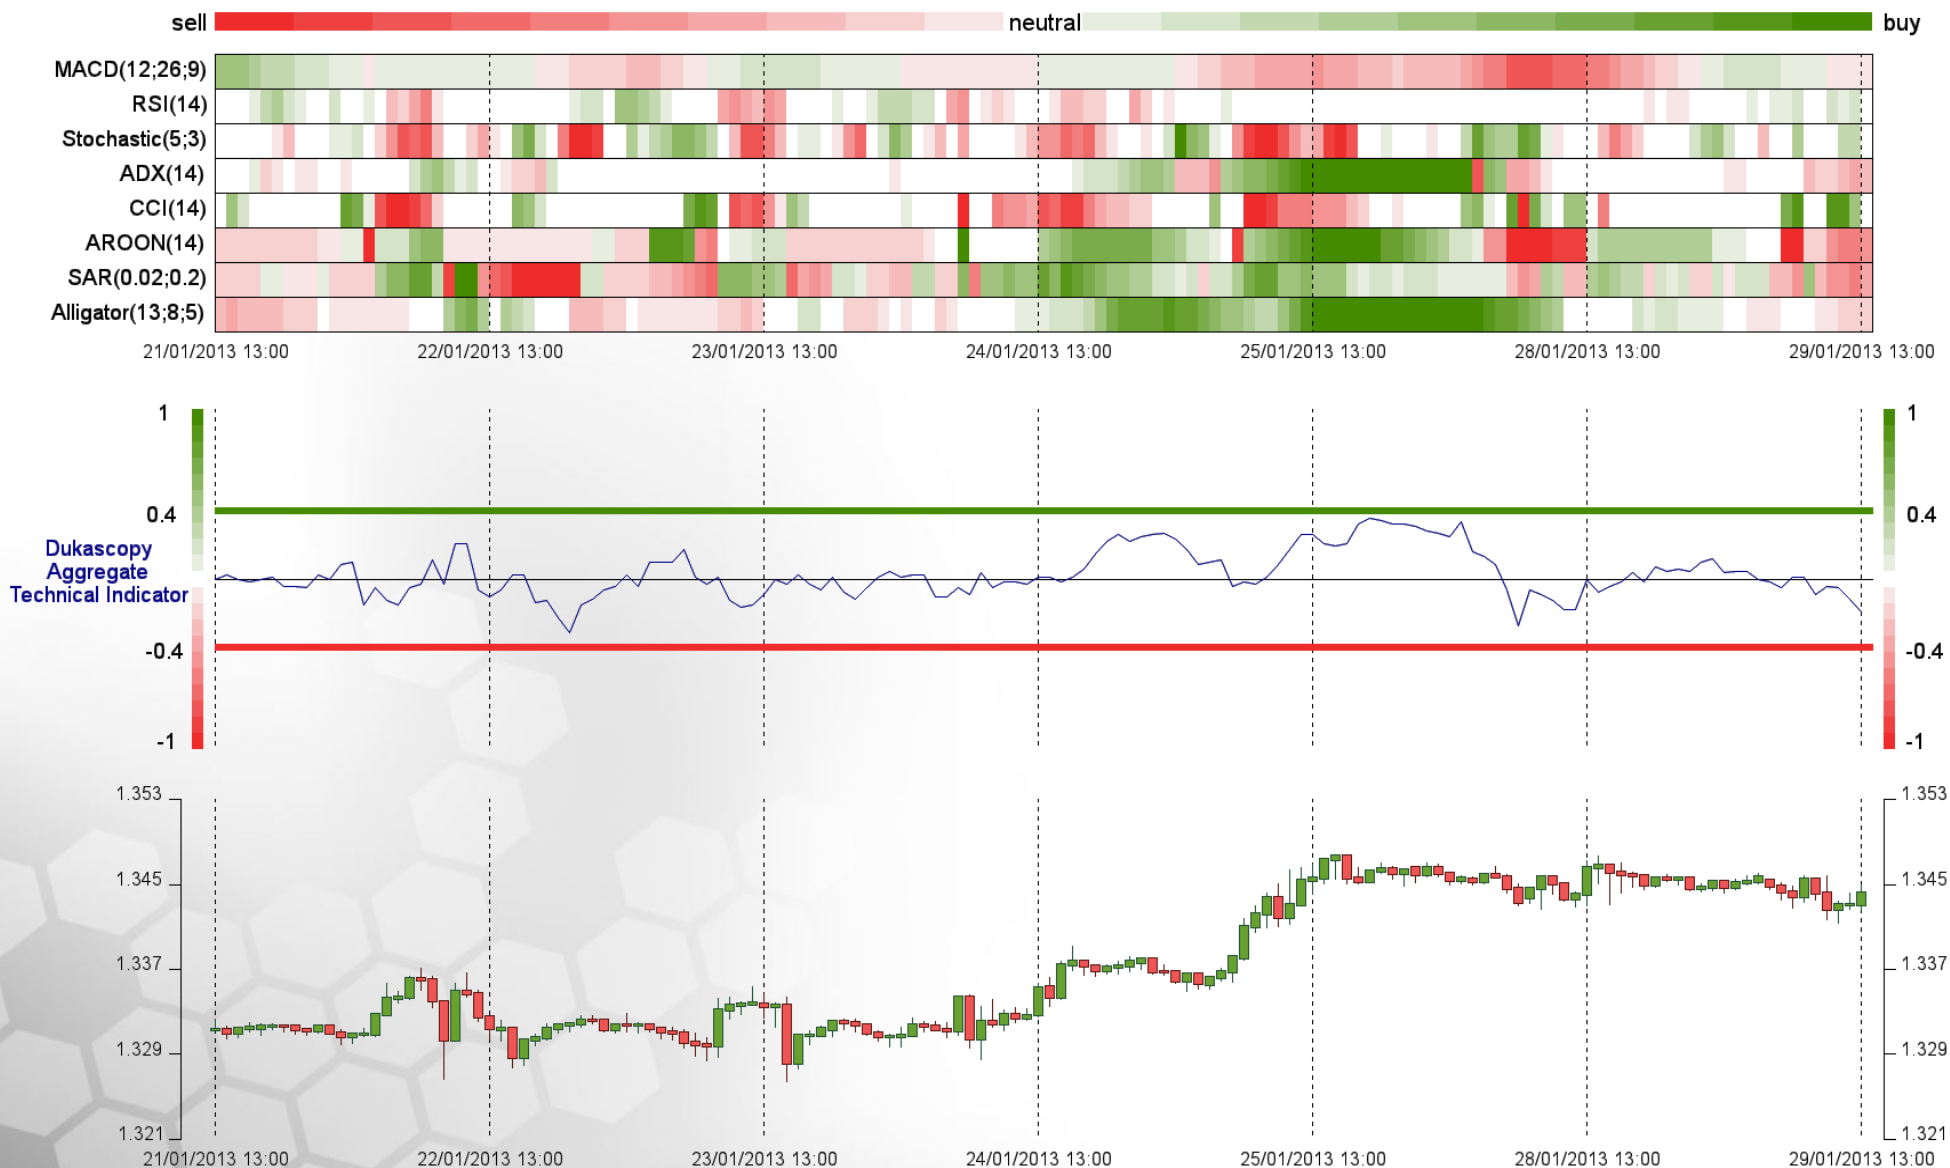 sell neutral buy
MACD(12;26;9)
RSI(14)
Stochastic(5;3)
ADX(14)
CCI(14)
AROON(14)
SAR(0.02;0.2)
Alligator(13;8;5)
21/01/2013 13:00 22/01/2013 13:00 23/01/2013 13:00 24/01/2013 13:00 25/01/2013 13:00 28/01/2013 13:00 29/01/2013 13:00
1 1
0.4 0.4
Dukascopy
Aggregate
Technical Indicator
-0.4 -0.4
-1 -1
1.353 1.353
1.345 1.345
1.337 1.337
1.329 1.329
1.321 1.321
21/01/2013 13:00 22/01/2013 13:00 23/01/2013 13:00 24/01/2013 13:00 25/01/2013 13:00 28/01/2013 13:00 29/01/2013 13:00